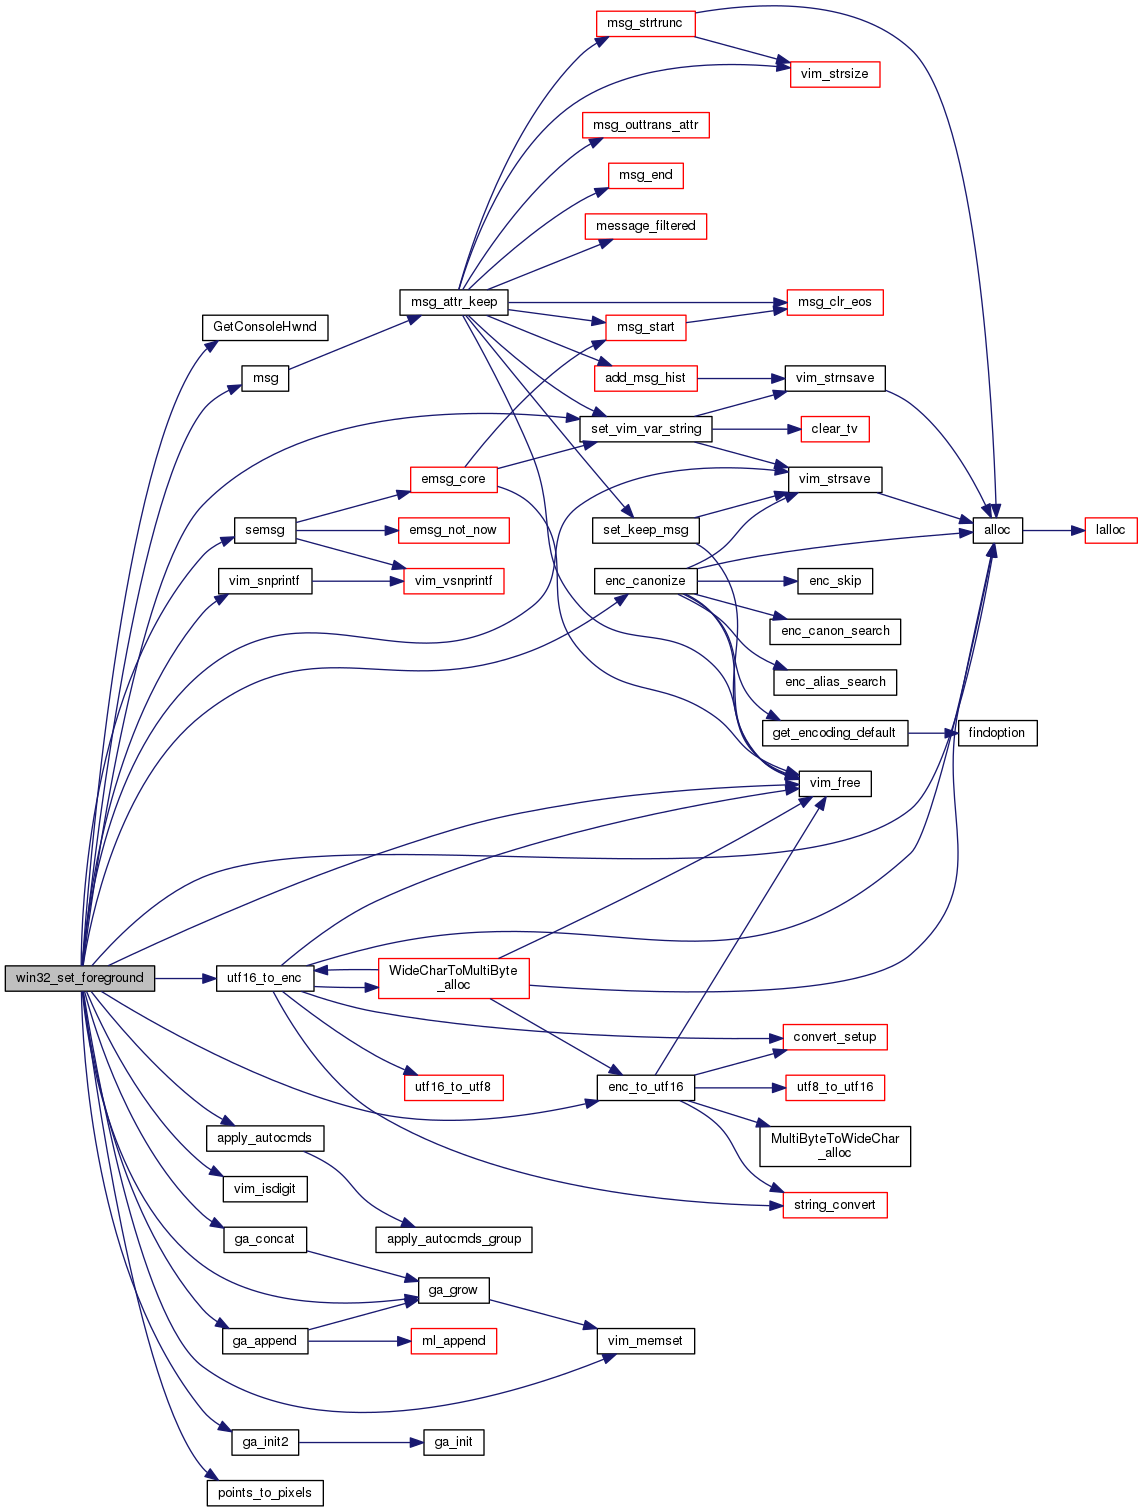 msg_strtrunc
vim_strsize
msg_outtrans_attr
msg_end
message_filtered
msg_attr_keep
msg_clr_eos
GetConsoleHwnd
msg_start
msg
add_msg_hist
vim_strnsave
set_vim_var_string
clear_tv
emsg_core
vim_strsave
semsg
emsg_not_now
set_keep_msg
alloc
lalloc
vim_snprintf
vim_vsnprintf
enc_canonize
enc_skip
enc_canon_search
enc_alias_search
get_encoding_default
findoption
vim_free
win32_set_foreground
utf16_to_enc
WideCharToMultiByte
_alloc
convert_setup
utf16_to_utf8
enc_to_utf16
utf8_to_utf16
apply_autocmds
MultiByteToWideChar
_alloc
vim_isdigit
string_convert
ga_concat
apply_autocmds_group
ga_grow
ga_append
ml_append
vim_memset
ga_init2
ga_init
points_to_pixels